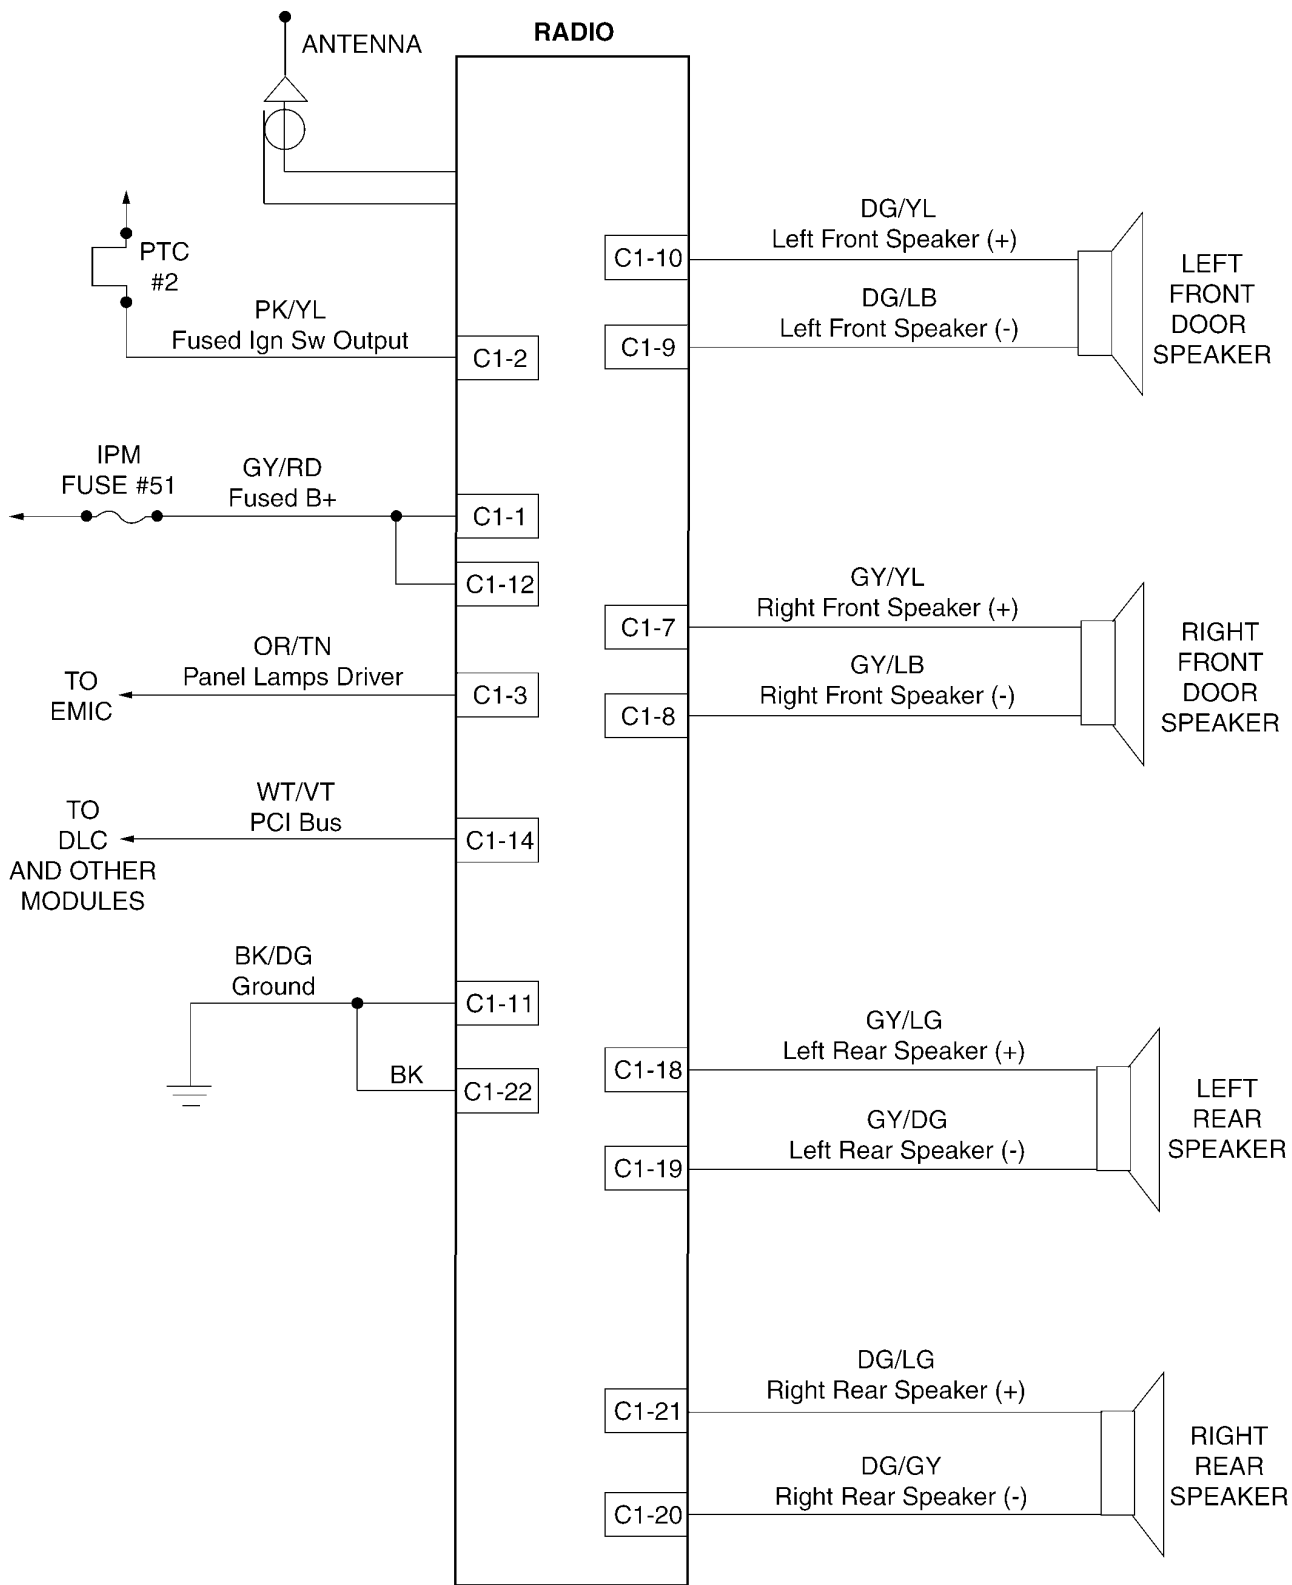 RADIO
ANTENNA
PTC
#2
PK/YL
Fused Ign Sw Output
C1-2
IPM
FUSE #51
GY/RD
Fused B+
C1-1
C1-12
OR/TN
Panel Lamps Driver
TO
EMIC
C1-3
WT/VT
PCI Bus
TO
DLC
AND OTHER
MODULES
C1-14
BK/DG
Ground
C1-11
BK
C1-22
C1-10
DG/YL
Left Front Speaker (+)
DG/LB
Left Front Speaker (-)
C1-9
LEFT
FRONT
DOOR
SPEAKER
C1-7
GY/YL
Right Front Speaker (+)
GY/LB
Right Front Speaker (-)
C1-8
RIGHT
FRONT
DOOR
SPEAKER
C1-18
GY/LG
Left Rear Speaker (+)
GY/DG
Left Rear Speaker (-)
C1-19
LEFT
REAR
SPEAKER
C1-21
DG/LG
Right Rear Speaker (+)
DG/GY
Right Rear Speaker (-)
C1-20
RIGHT
REAR
SPEAKER